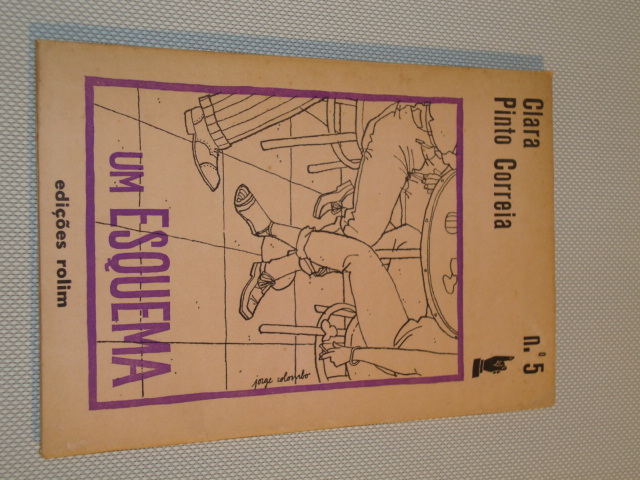 Clara
Pinto Correia
n.º 5
jorge colombo
UM ESQUEMA
edições rolim